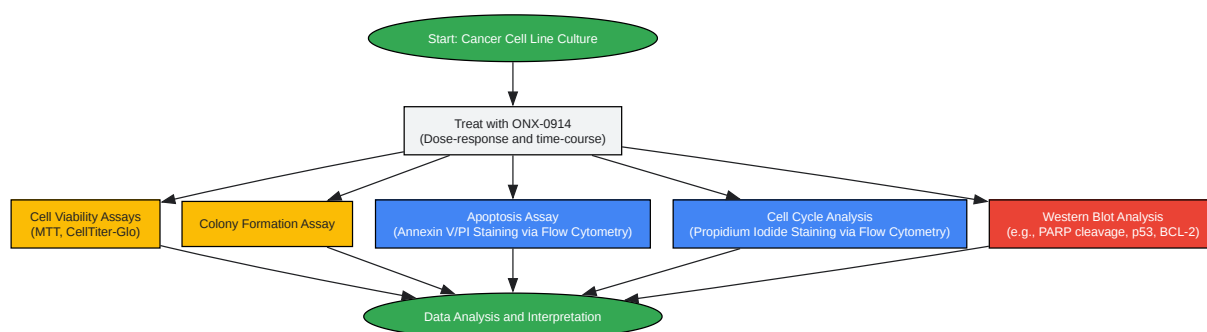 Start: Cancer Cell Line Culture
Treat with ONX-0914
(Dose-response and time-course)
Cell Viability Assays
(MTT, CellTiter-Glo)
Colony Formation Assay
Apoptosis Assay
(Annexin V/PI Staining via Flow Cytometry)
Cell Cycle Analysis
(Propidium Iodide Staining via Flow Cytometry)
Western Blot Analysis
(e.g., PARP cleavage, p53, BCL-2)
Data Analysis and Interpretation